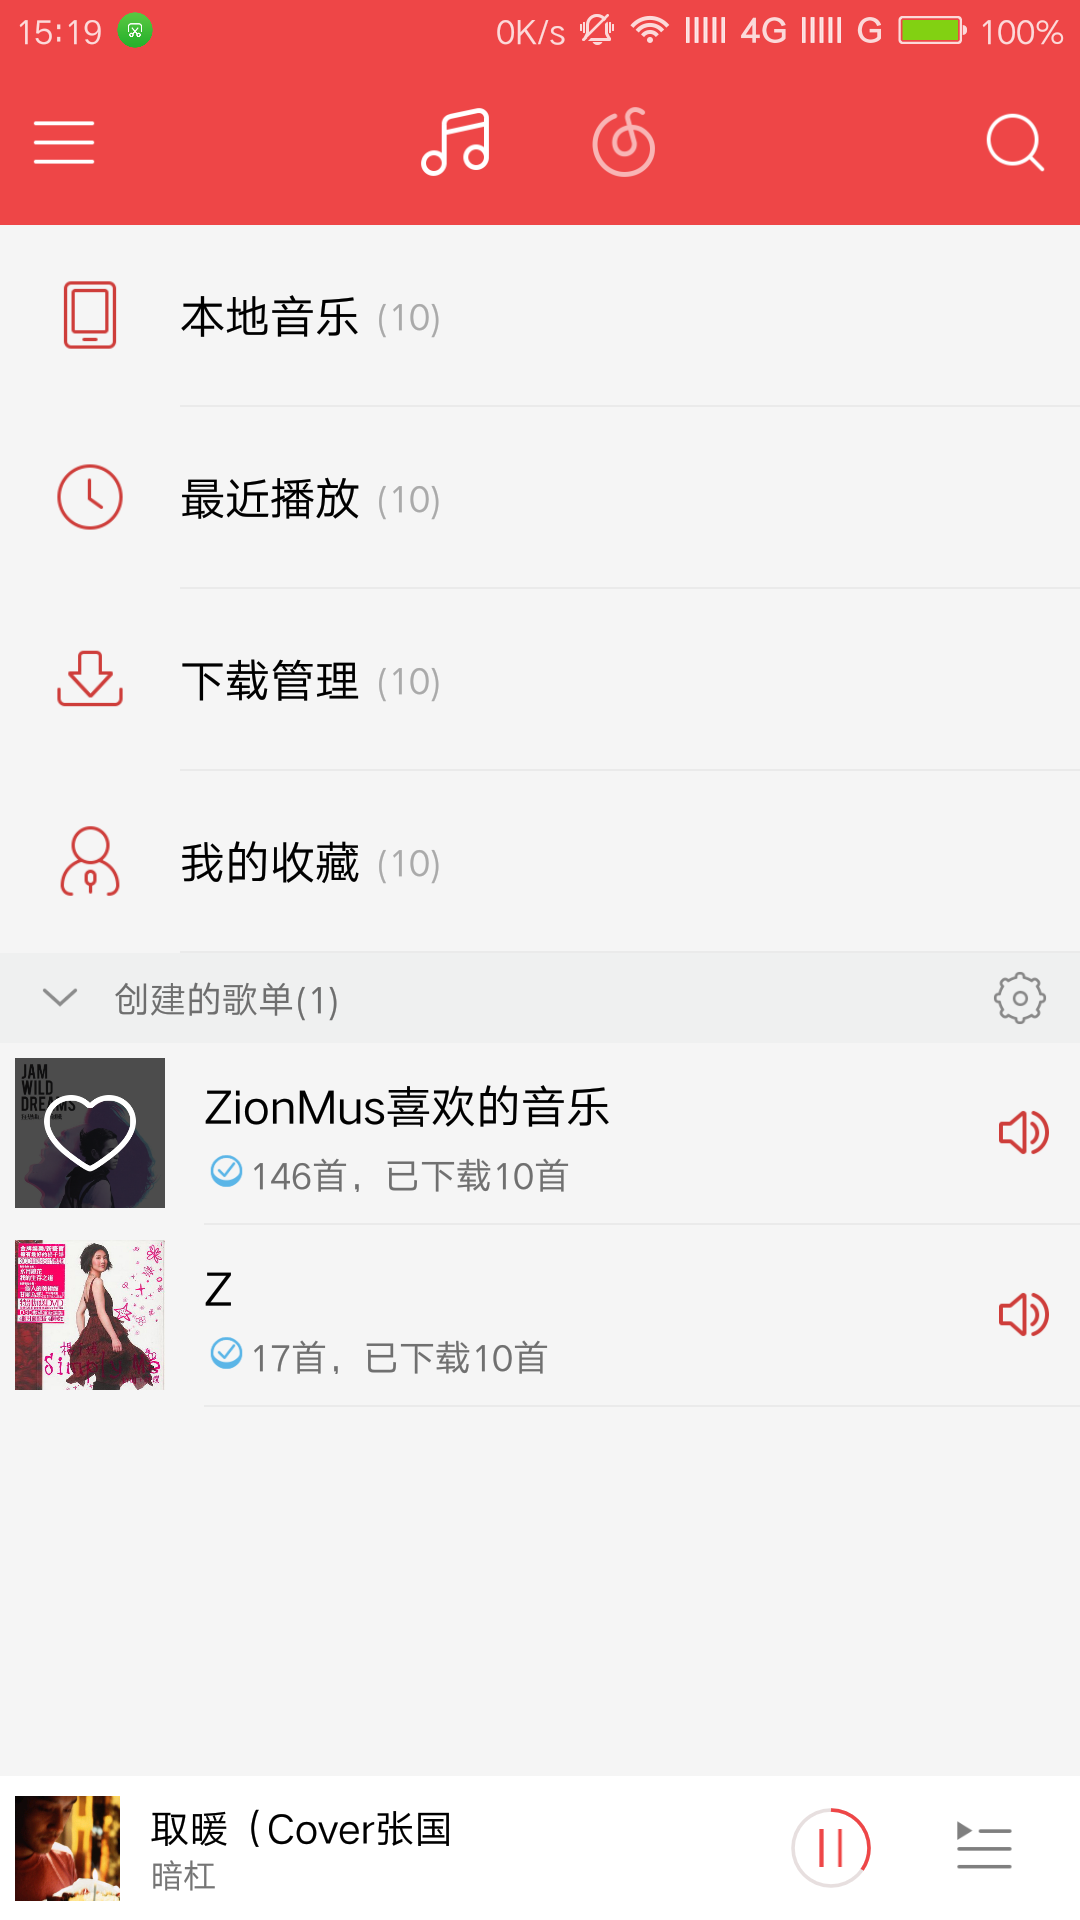 15:19
0K/s 4G G 100%
本地音乐 (10)
最近播放 (10)
下载管理 (10)
我的收藏 (10)
创建的歌单(1)
JAM
WILD
DREAMS
ZionMus喜欢的音乐
146首，已下载10首
Z
17首，已下载10首
Simply Me
取暖（Cover张国
暗杠